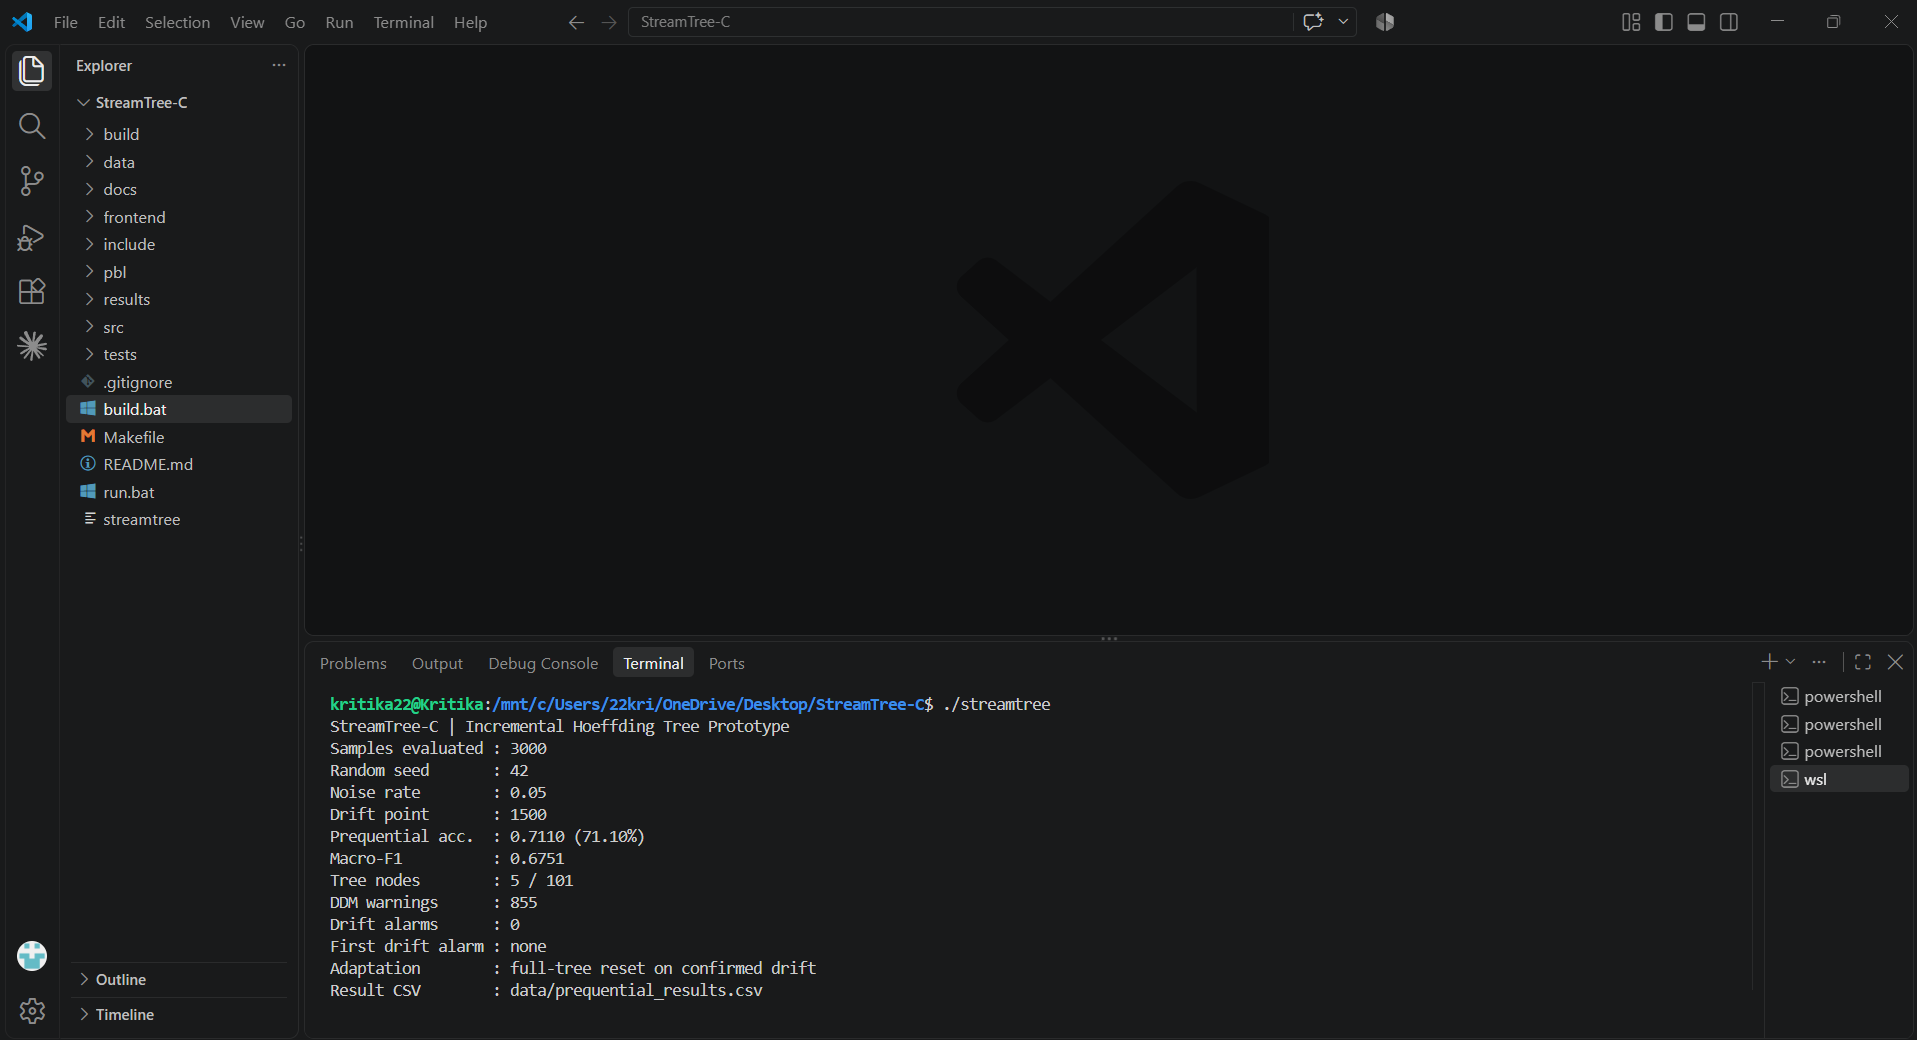 File Edit Selection View Go Run Terminal Help
StreamTree-C
Explorer
StreamTree-C
build
data
docs
frontend
include
pbl
results
src
tests
.gitignore
build.bat
Makefile
README.md
run.bat
streamtree
Outline
Timeline
Problems Output Debug Console Terminal Ports
kritika22@Kritika:/mnt/c/Users/22kri/OneDrive/Desktop/StreamTree-C$ ./streamtree
StreamTree-C | Incremental Hoeffding Tree Prototype
Samples evaluated : 3000
Random seed       : 42
Noise rate        : 0.05
Drift point       : 1500
Prequential acc.  : 0.7110 (71.10%)
Macro-F1          : 0.6751
Tree nodes        : 5 / 101
DDM warnings      : 855
Drift alarms      : 0
First drift alarm : none
Adaptation        : full-tree reset on confirmed drift
Result CSV        : data/prequential_results.csv
powershell
powershell
powershell
wsl